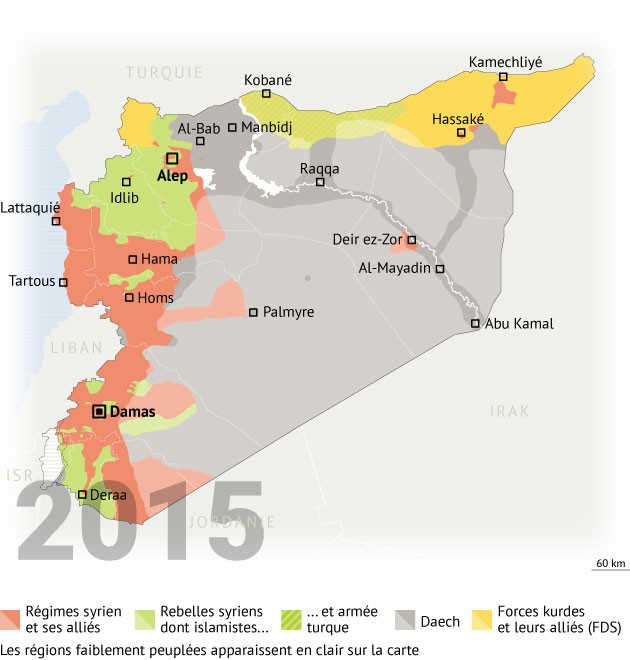 TURQUIE
Kamechliyé
Kobané
Hassaké
Al-Bab
Manbidj
Alep
Raqqa
Idlib
Lattaquié
Deir ez-Zor
Hama
Al-Mayadin
Tartous
Homs
Palmyre
Abu Kamal
LIBAN
Damas
IRAK
ISR.
Deraa
2015
JORDANIE
60 km
Régimes syrien
et ses alliés
Rebelles syriens
dont islamistes...
... et armée
turque
Daech
Forces kurdes
et leurs alliés (FDS)
Les régions faiblement peuplées apparaissent en clair sur la carte